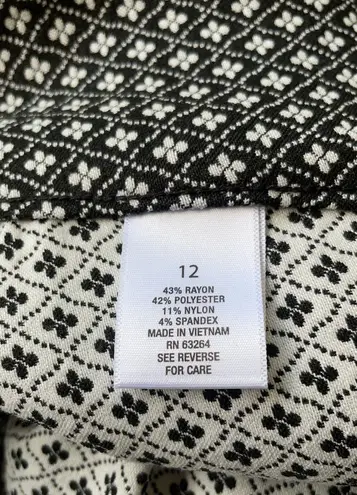 12
43% RAYON
42% POLYESTER
11% NYLON
4% SPANDEX
MADE IN VIETNAM
RN 63264
SEE REVERSE
FOR CARE